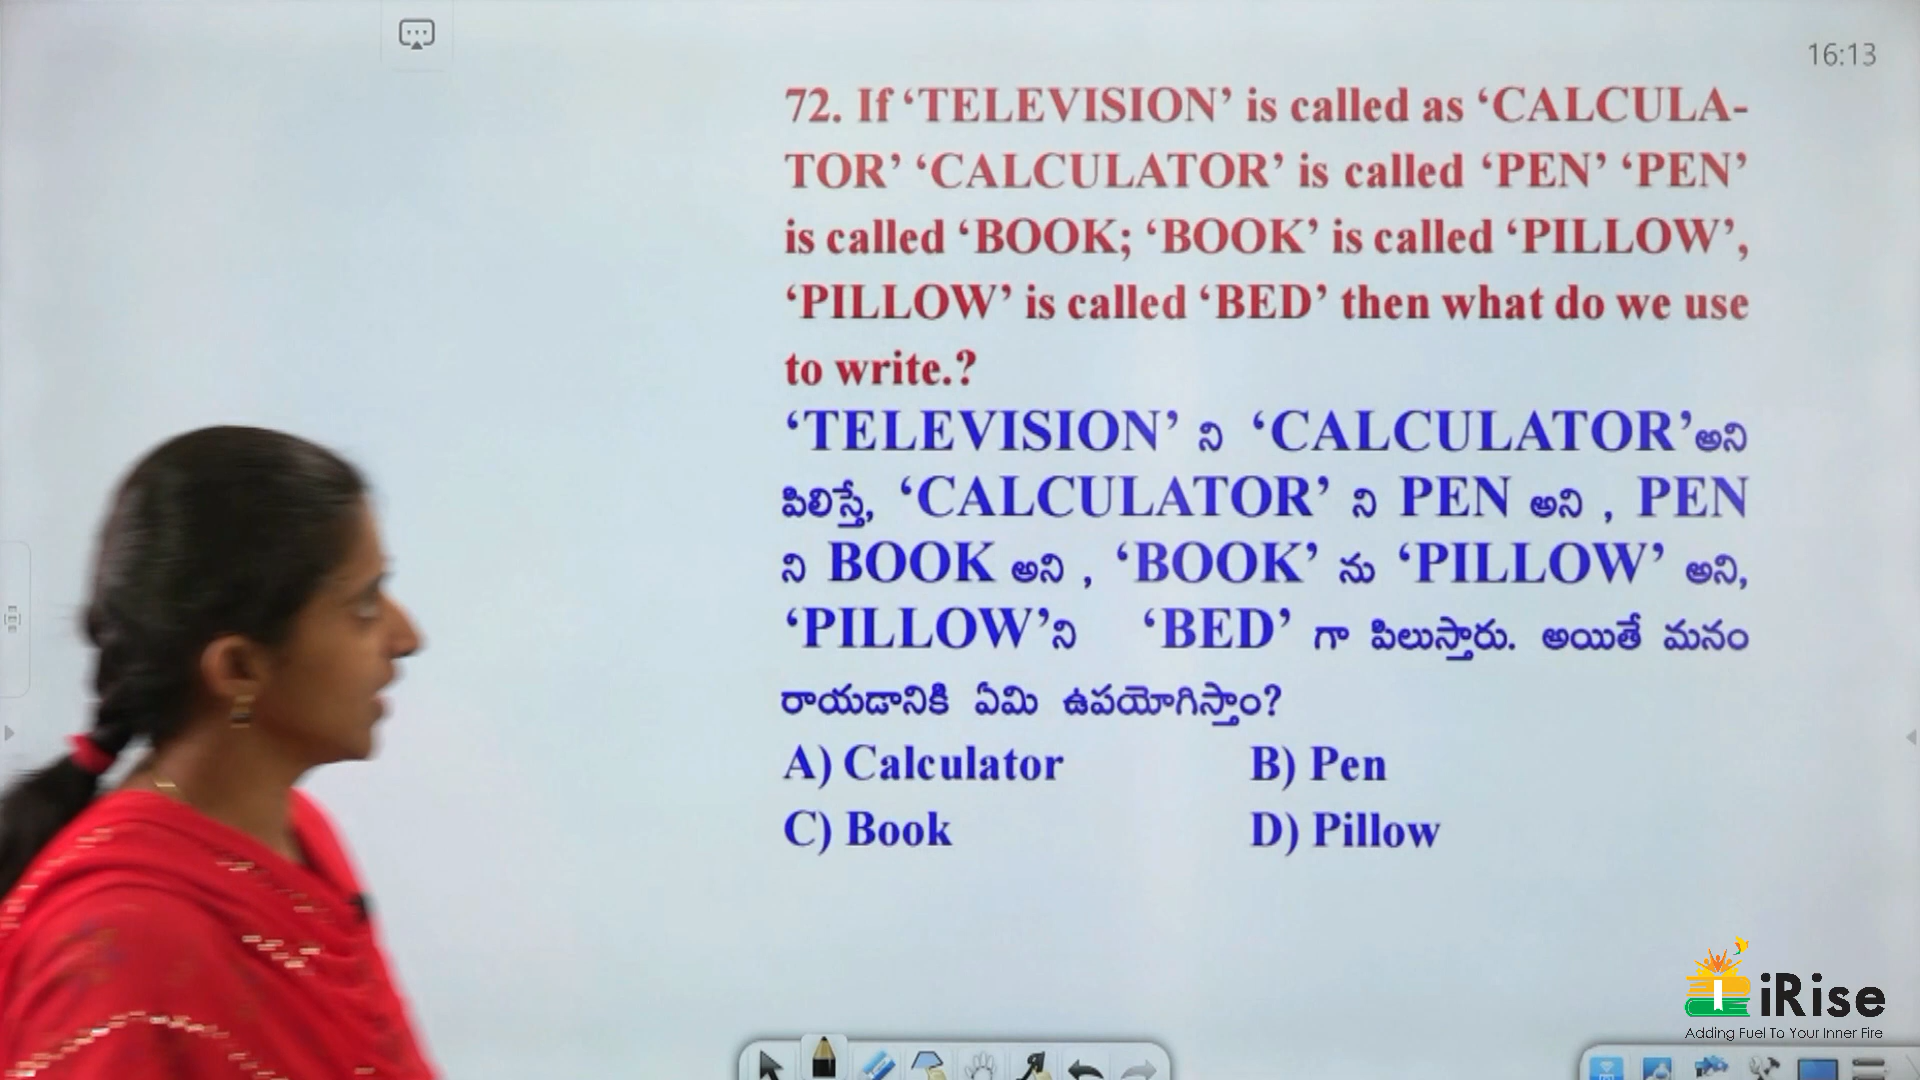 16:13
72. If ‘TELEVISION’ is called as ‘CALCULA-
TOR’ ‘CALCULATOR’ is called ‘PEN’ ‘PEN’
is called ‘BOOK; ‘BOOK’ is called ‘PILLOW’,
‘PILLOW’ is called ‘BED’ then what do we use
to write.?
‘TELEVISION’ ని ‘CALCULATOR’అని
పిలిస్తే, ‘CALCULATOR’ ని PEN అని , PEN
ని BOOK అని , ‘BOOK’ ను ‘PILLOW’ అని,
‘PILLOW’ని ‘BED’ గా పిలుస్తారు. అయితే మనం
రాయడానికి ఏమి ఉపయోగిస్తాం?
A) Calculator B) Pen
C) Book D) Pillow
iRise
Adding Fuel To Your Inner Fire